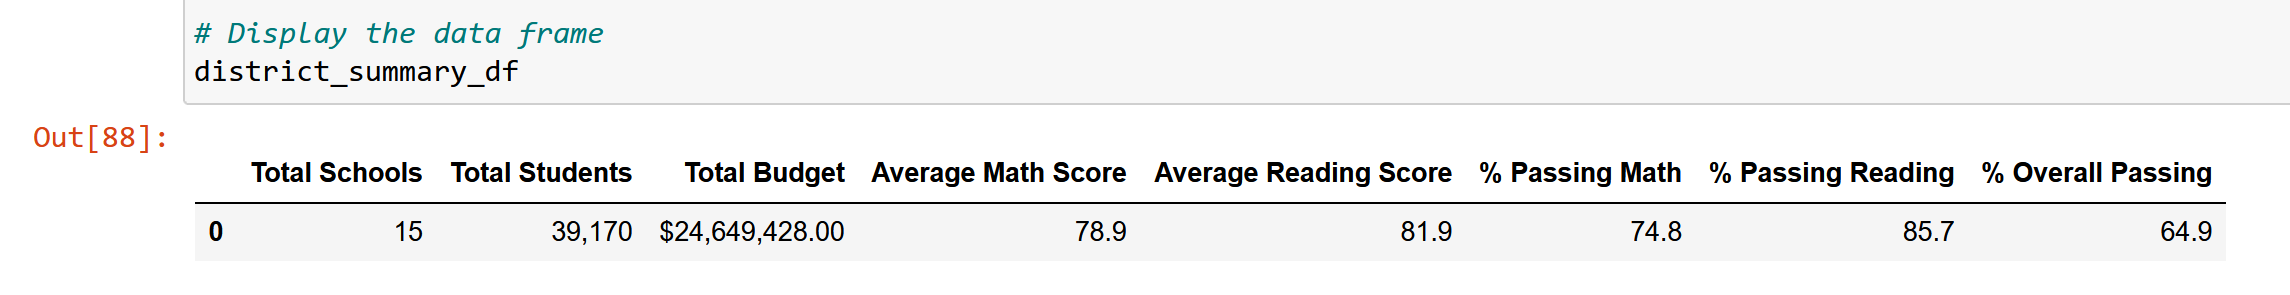 # Display the data frame
district_summary_df
Out[88]:
Total Schools Total Students Total Budget Average Math Score Average Reading Score % Passing Math % Passing Reading % Overall Passing
0 15 39,170 $24,649,428.00 78.9 81.9 74.8 85.7 64.9